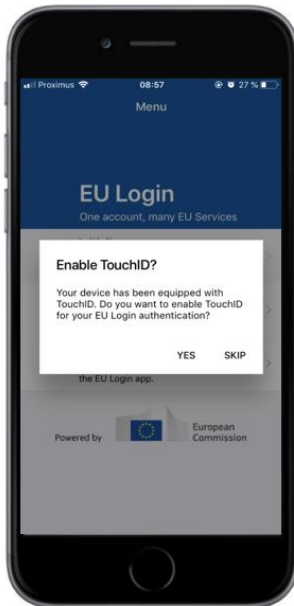 Proximus 08:57 27 %
Menu
EU Login
One account, many EU Services
Enable TouchID?
Your device has been equipped with
TouchID. Do you want to enable TouchID
for your EU Login authentication?
YES SKIP
the EU Login app.
Powered by
European
Commission